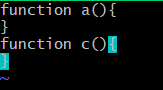 function a(){
}
function c(){
}
~